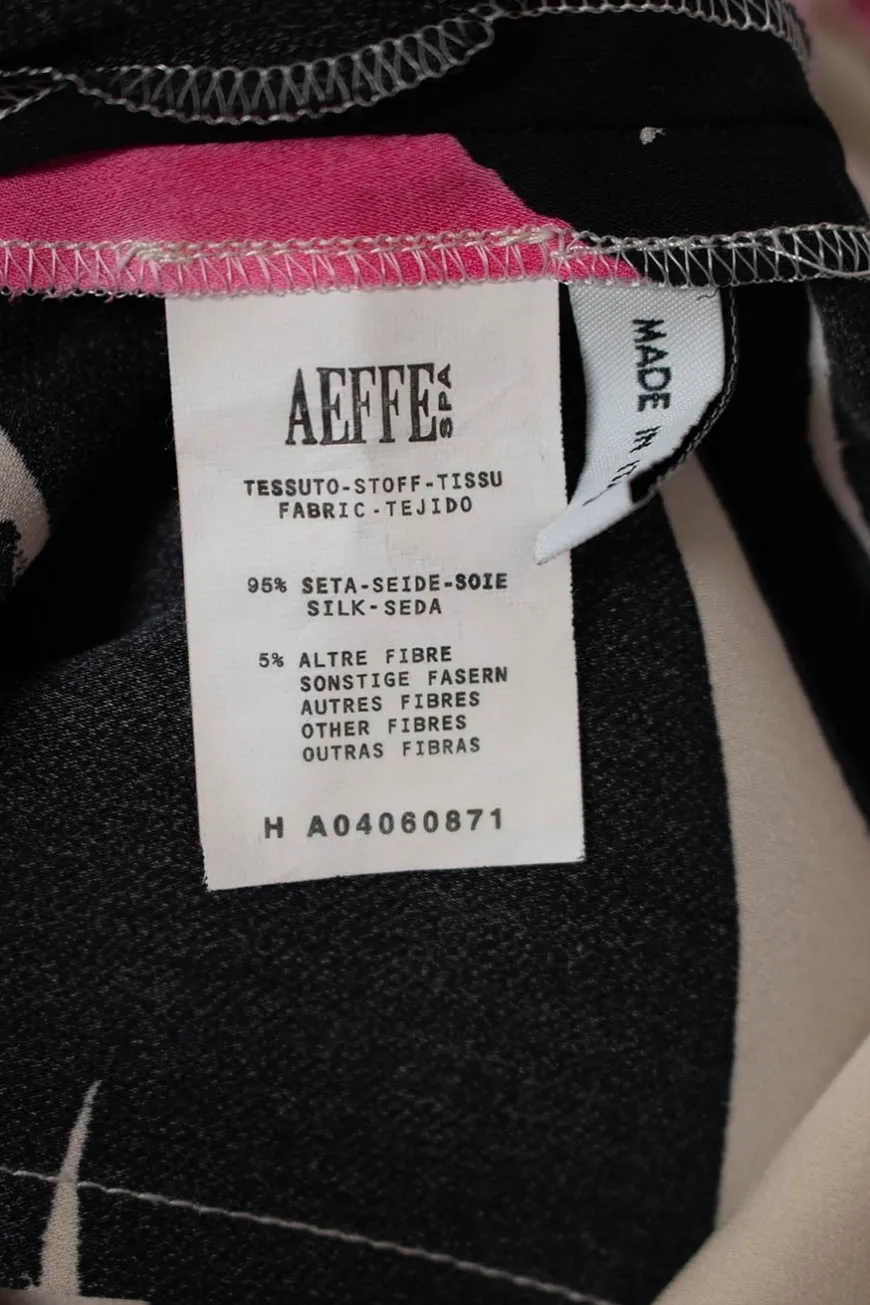 AEFFE SPA
TESSUTO-STOFF-TISSU
FABRIC-TEJIDO
95% SETA-SEIDE-SOIE
SILK-SEDA
5% ALTRE FIBRE
SONSTIGE FASERN
AUTRES FIBRES
OTHER FIBRES
OUTRAS FIBRAS
H A04060871
MADE IN